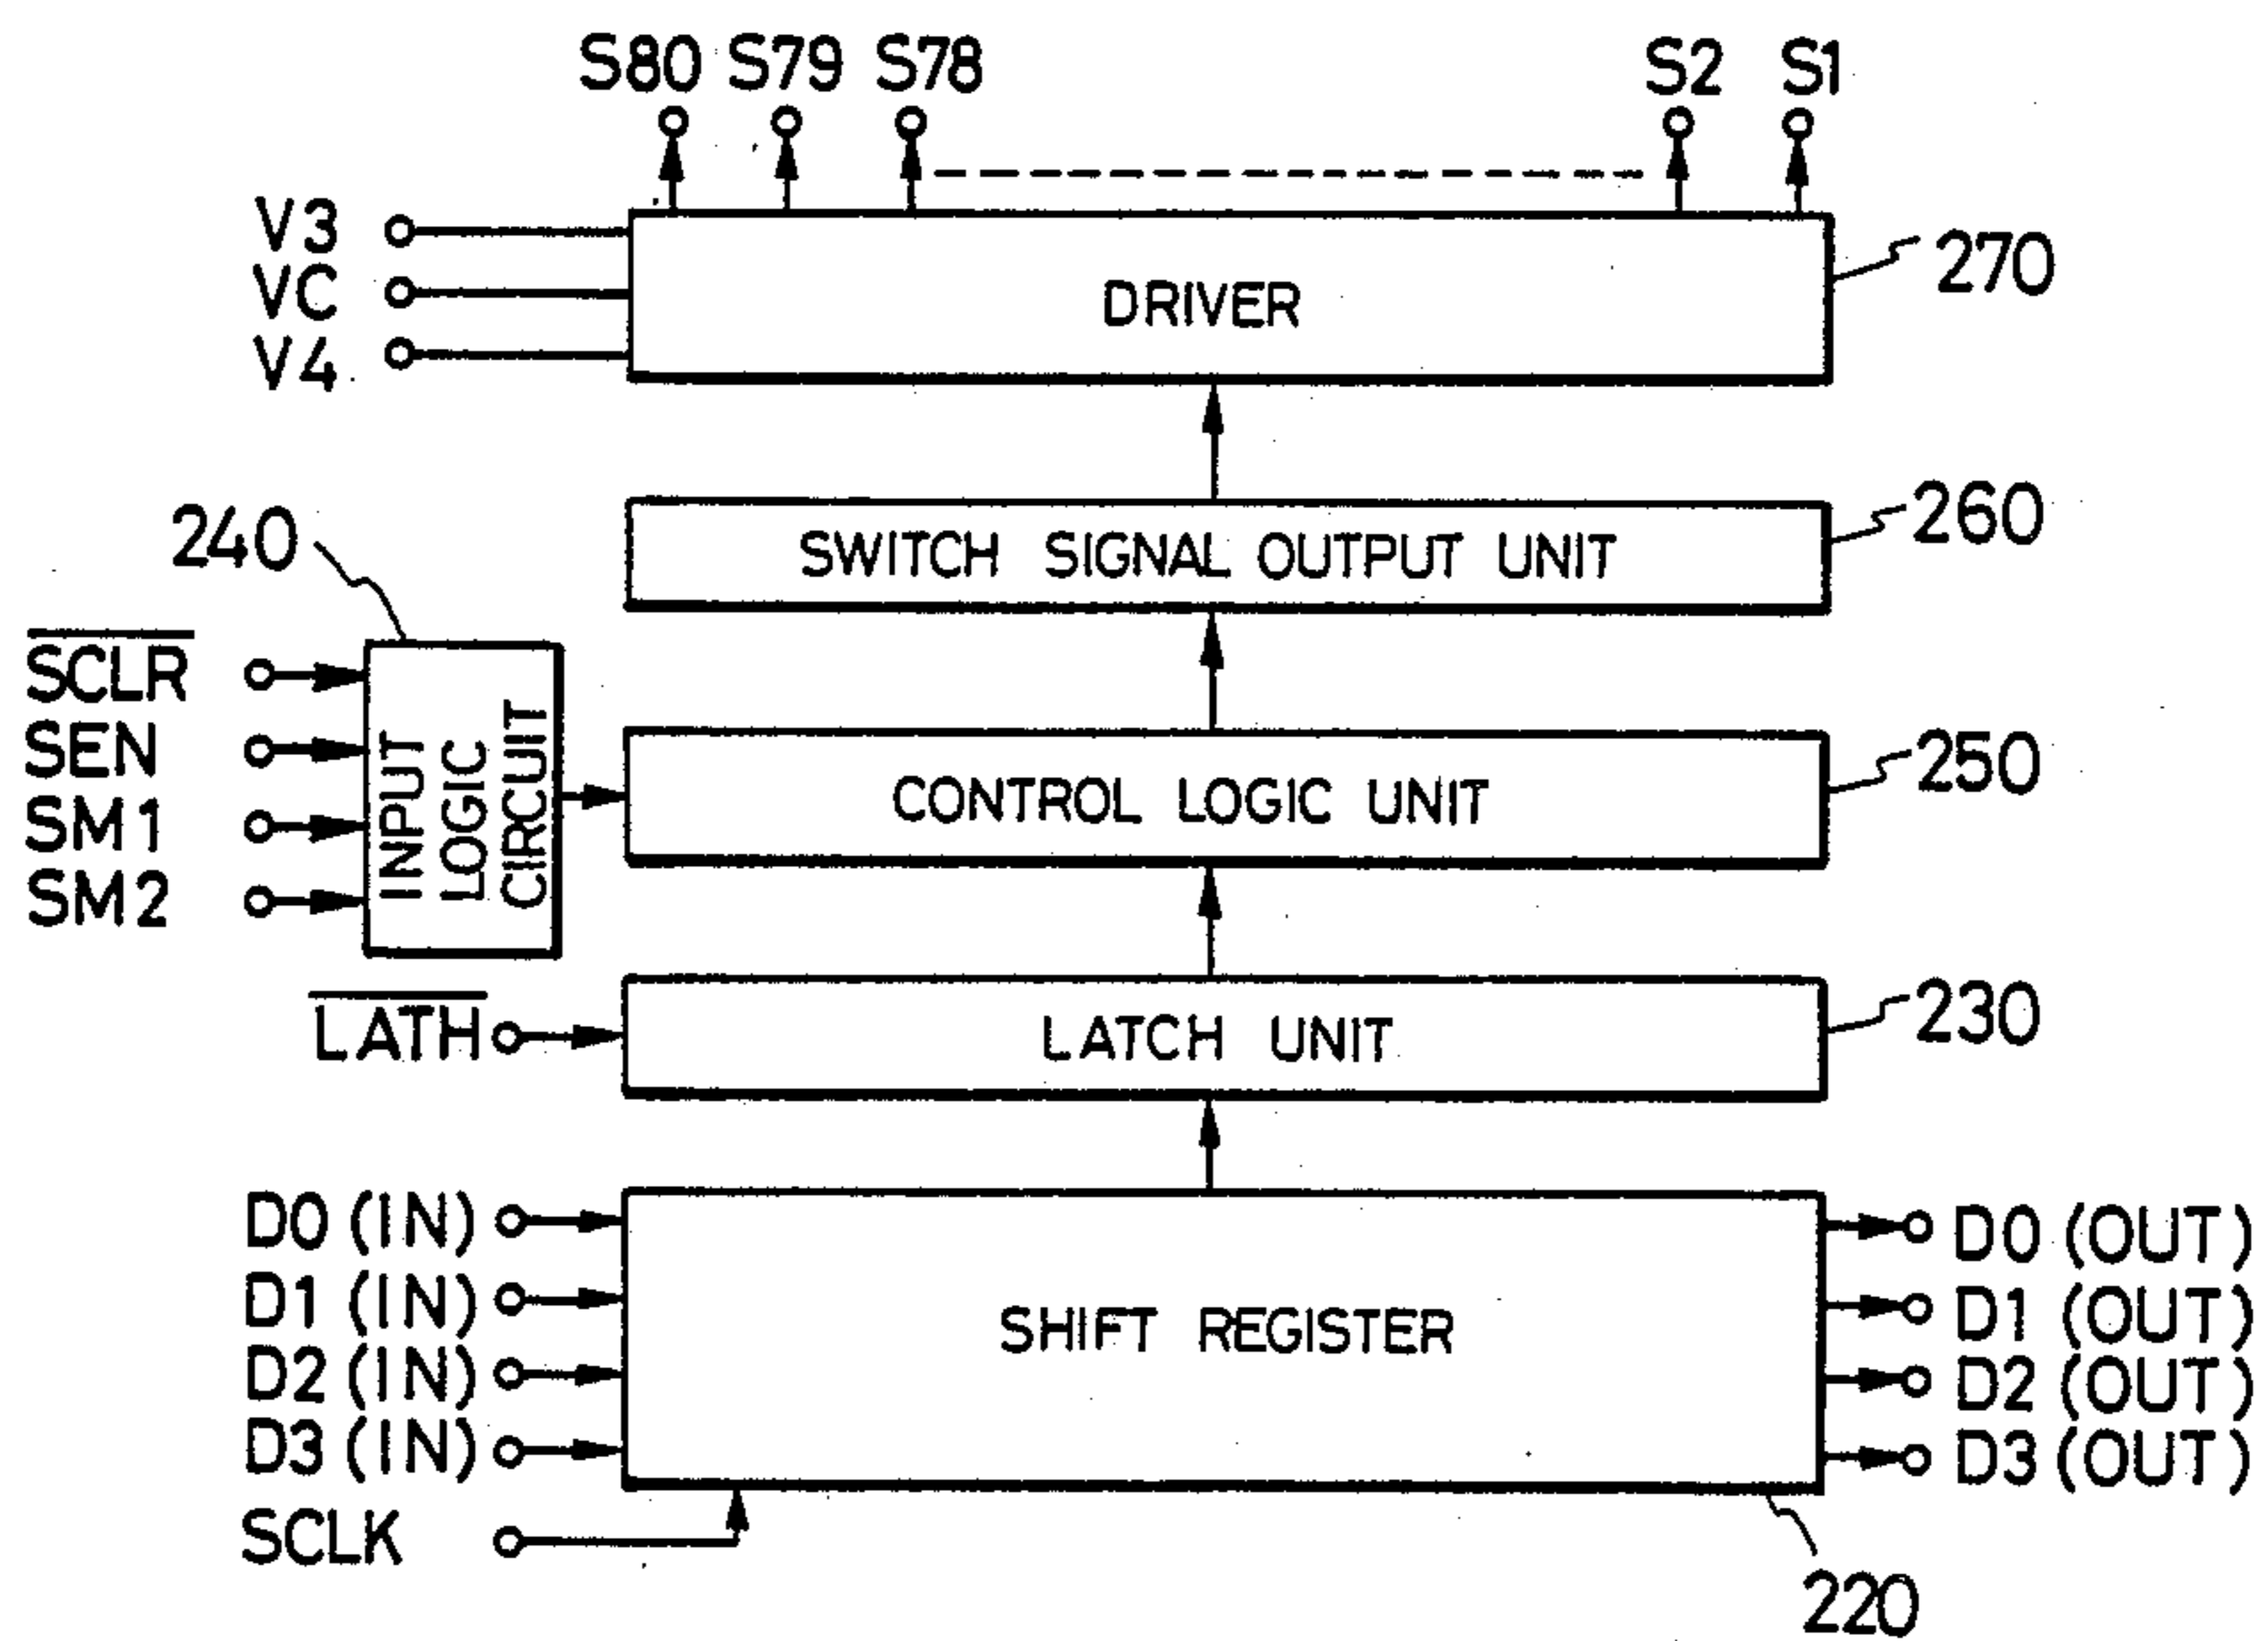 S80 S79 S78 S2 S1
V3
VC
V4
DRIVER
270
SWITCH SIGNAL OUTPUT UNIT
260
240
SCLR
SEN
SM1
SM2
INPUT
LOGIC
CIRCUIT
CONTROL LOGIC UNIT
250
LATH
LATCH UNIT
230
D0 (IN)
D1 (IN)
D2 (IN)
D3 (IN)
SCLK
SHIFT REGISTER
D0 (OUT)
D1 (OUT)
D2 (OUT)
D3 (OUT)
220